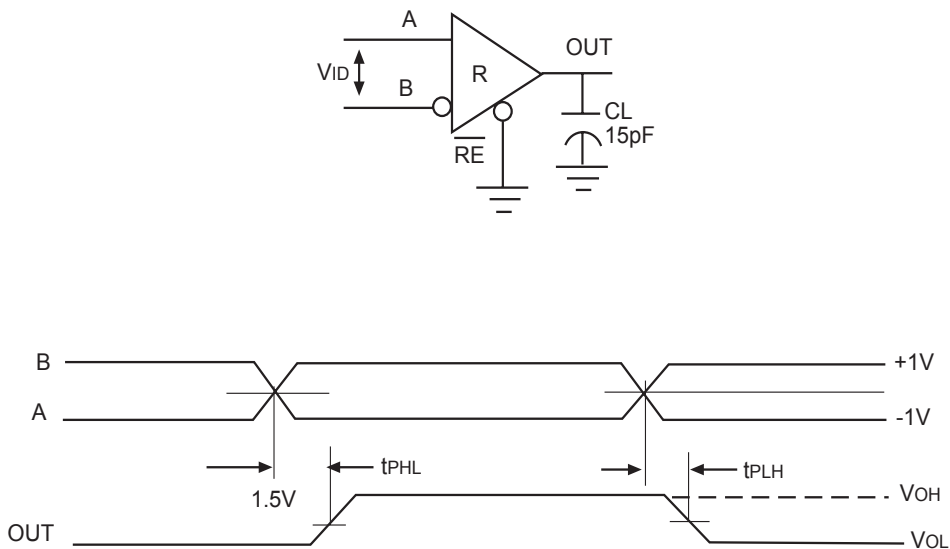 A
OUT
VID
R
B
CL
15pF
RE
B
+1V
A
-1V
tPHL
tPLH
1.5V
VOH
OUT
VOL